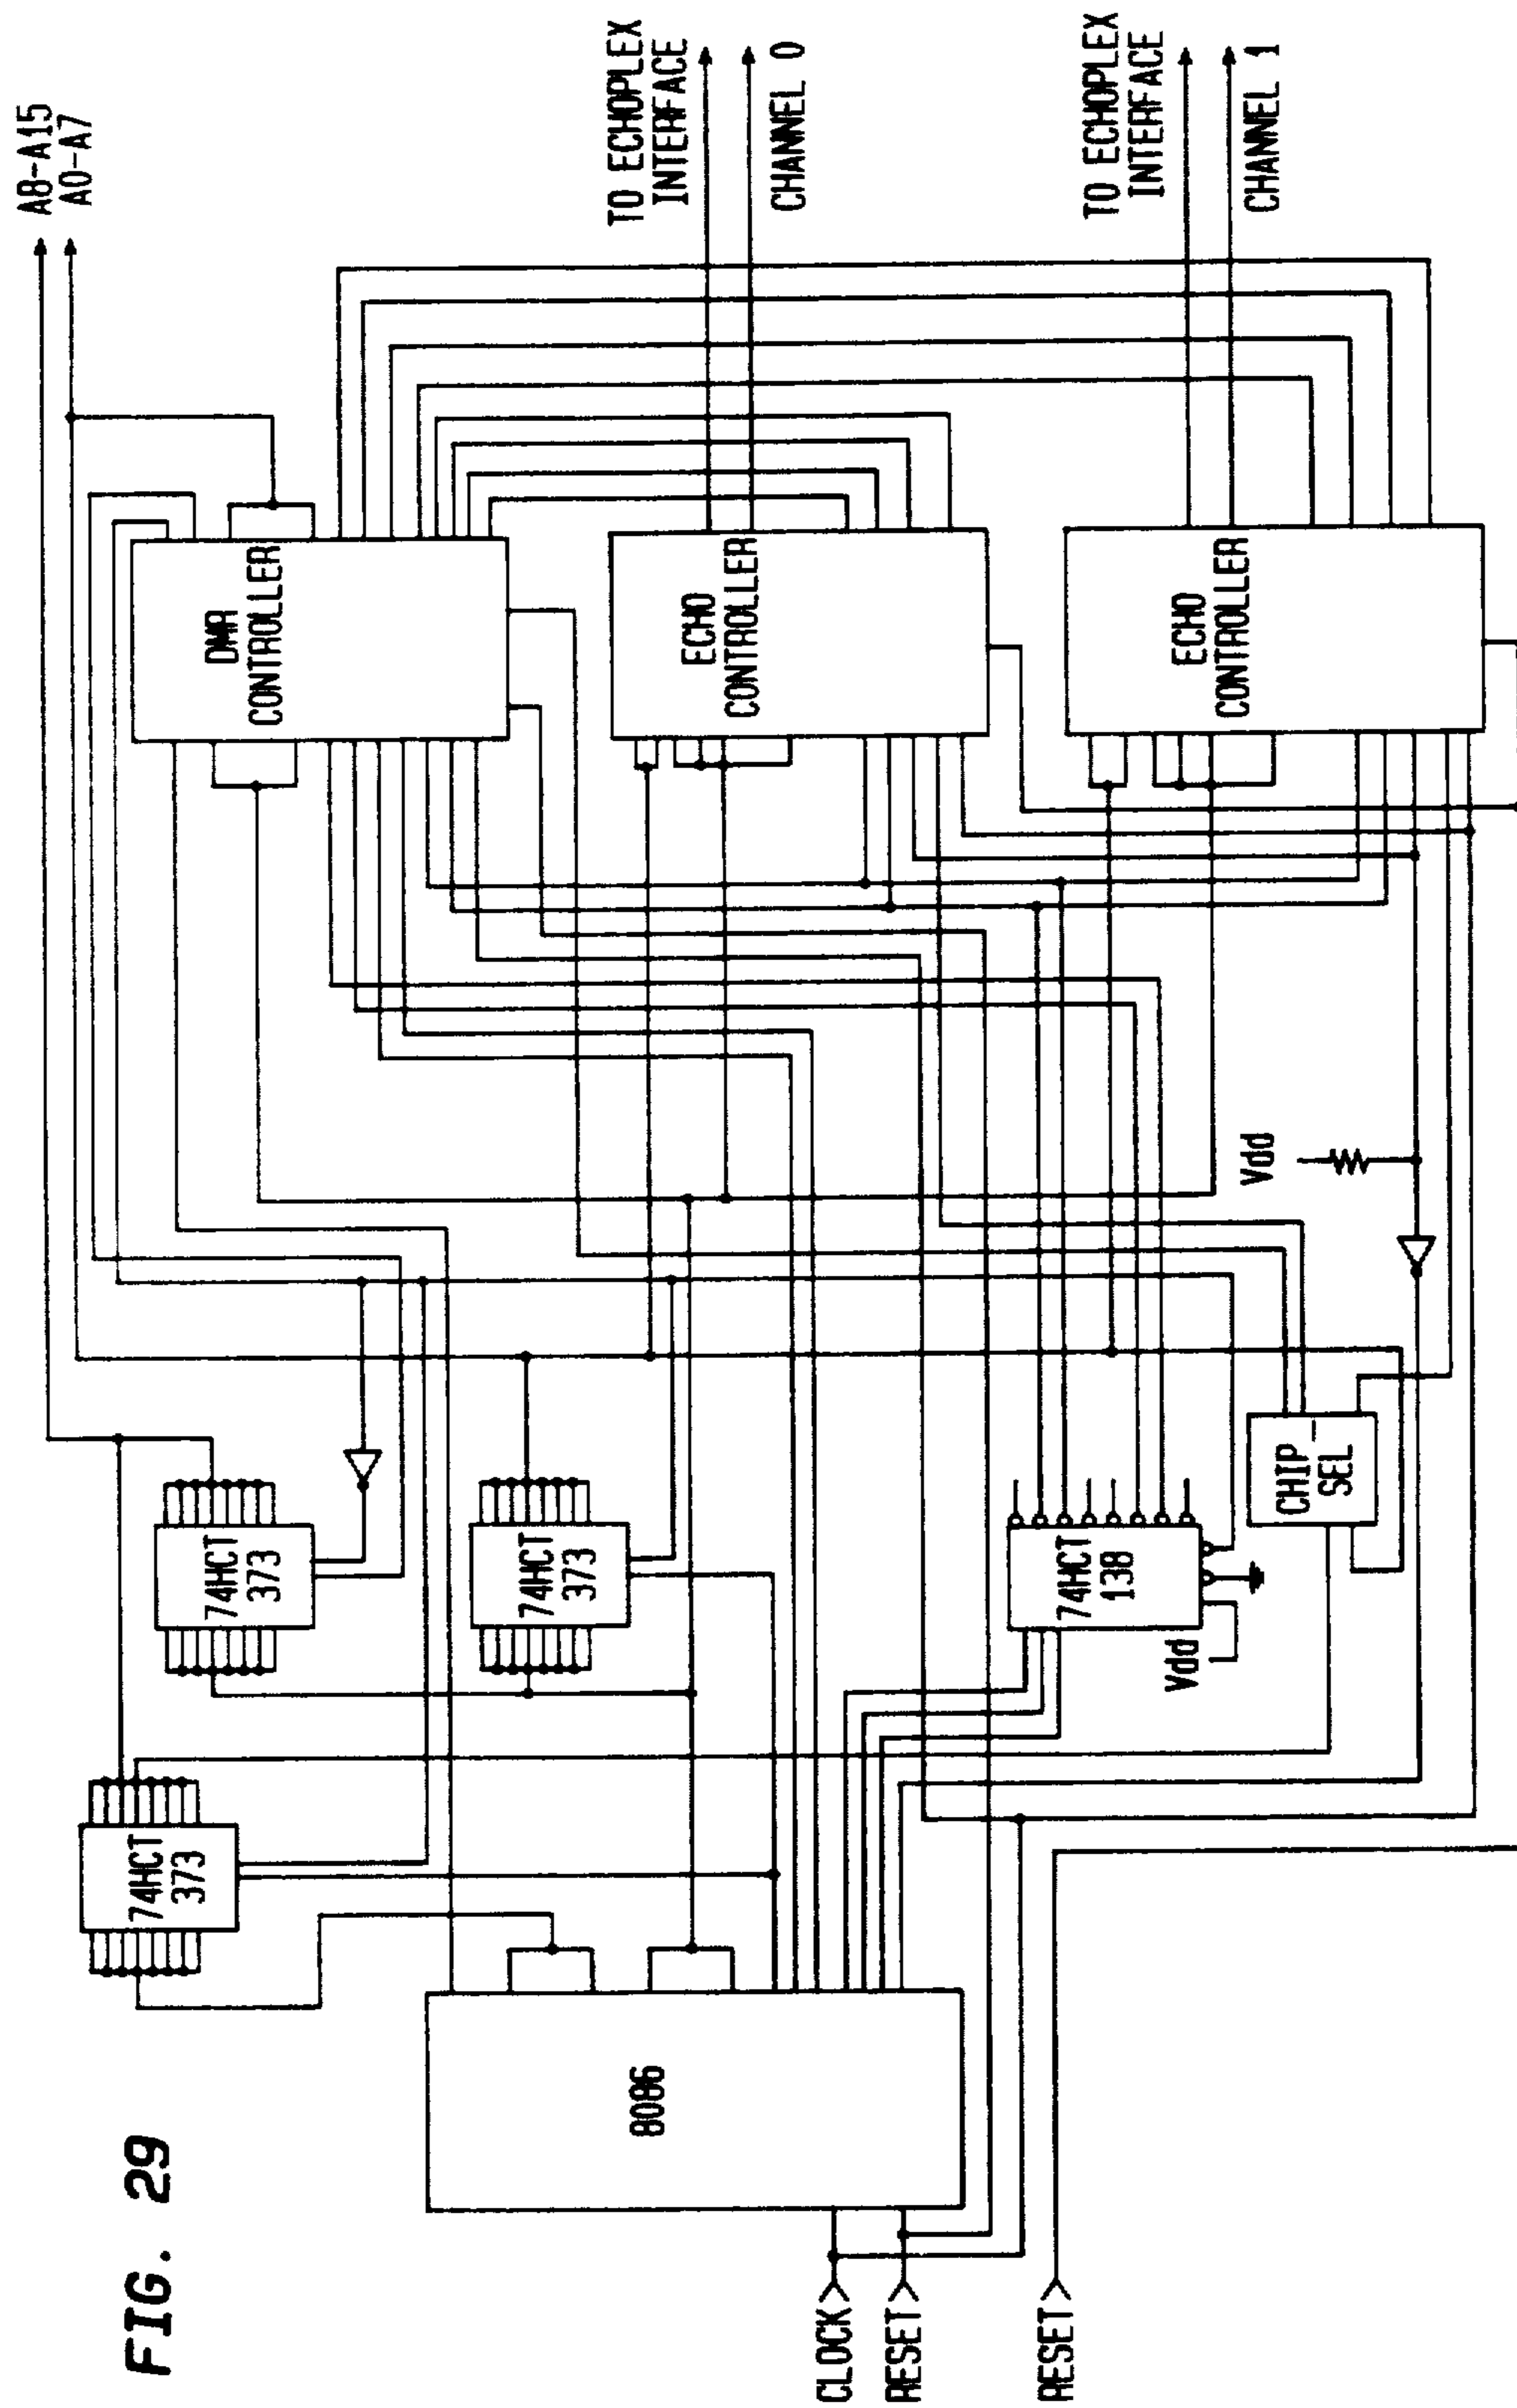 FIG. 29
A8-A15
A0-A7
74HCT
373
74HCT
373
74HCT
373
8086
DMA
CONTROLLER
ECHO
CONTROLLER
TO ECHOPLEX
INTERFACE
CHANNEL 0
ECHO
CONTROLLER
TO ECHOPLEX
INTERFACE
CHANNEL 1
74HCT
138
Vdd
Vdd
CHIP_
SEL
CLOCK
RESET
RESET